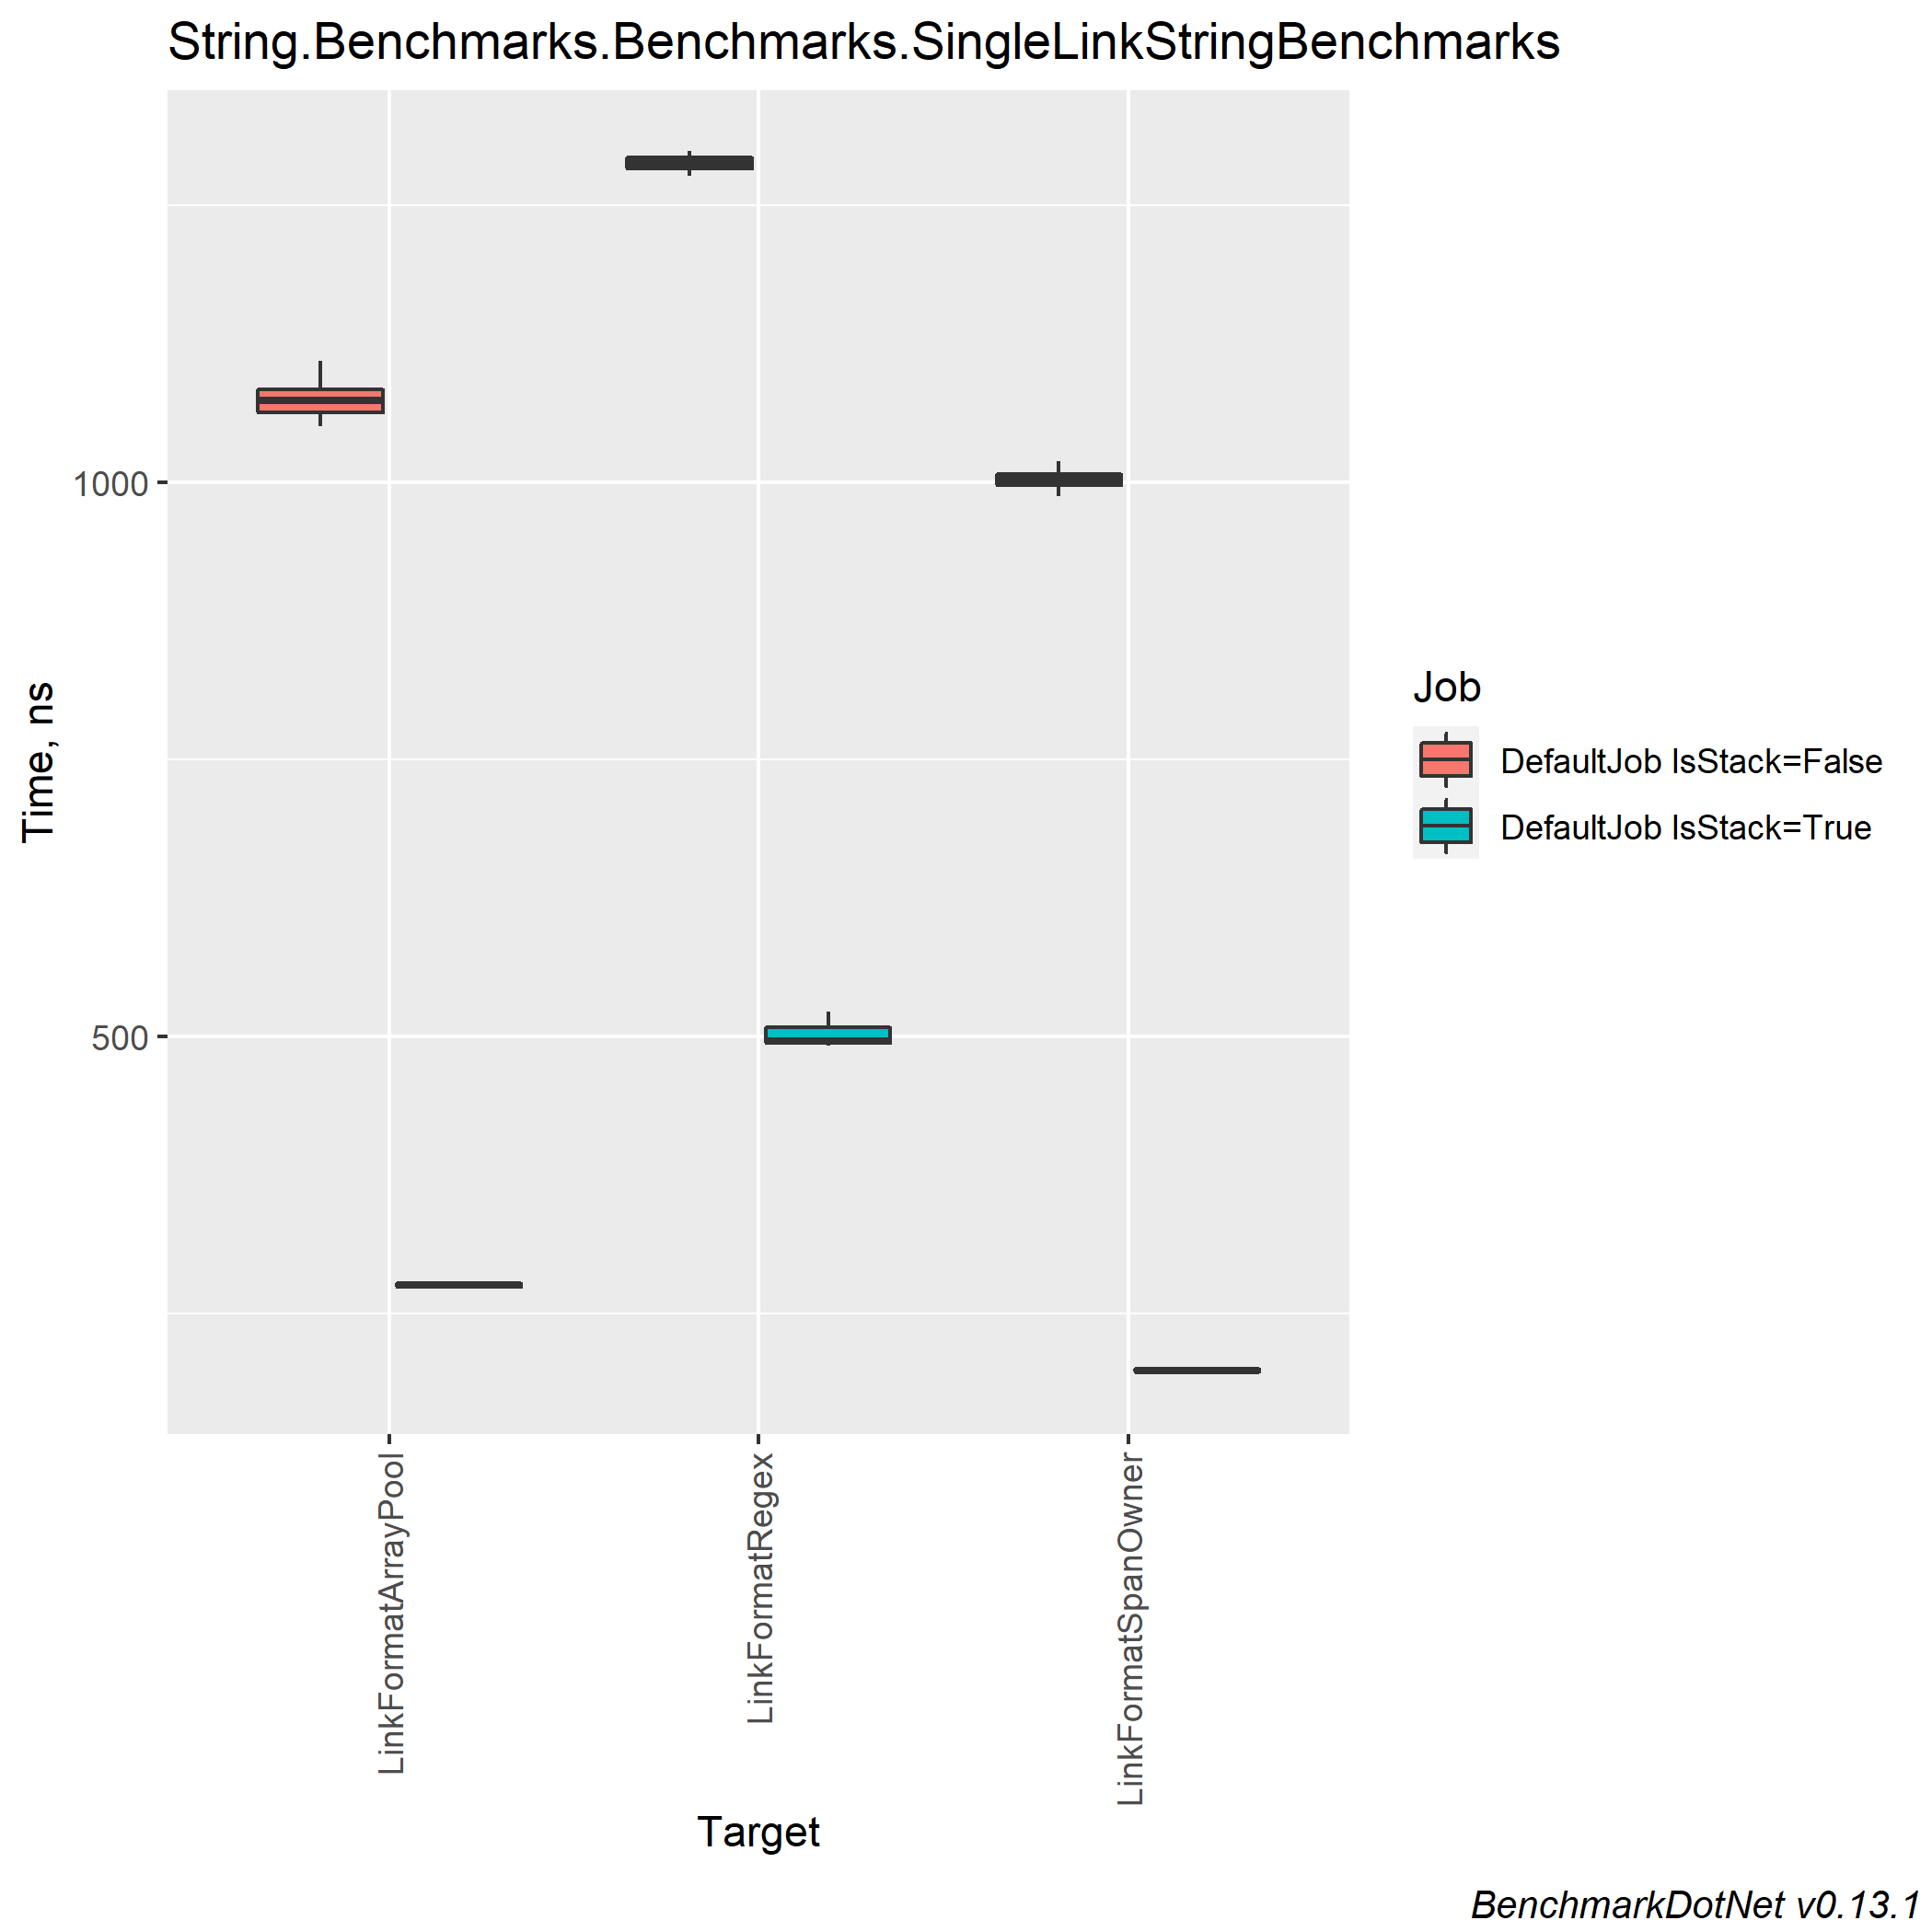 String.Benchmarks.Benchmarks.SingleLinkStringBenchmarks
Time, ns
1000
500
LinkFormatArrayPool
LinkFormatRegex
LinkFormatSpanOwner
Target
Job
DefaultJob IsStack=False
DefaultJob IsStack=True
BenchmarkDotNet v0.13.1